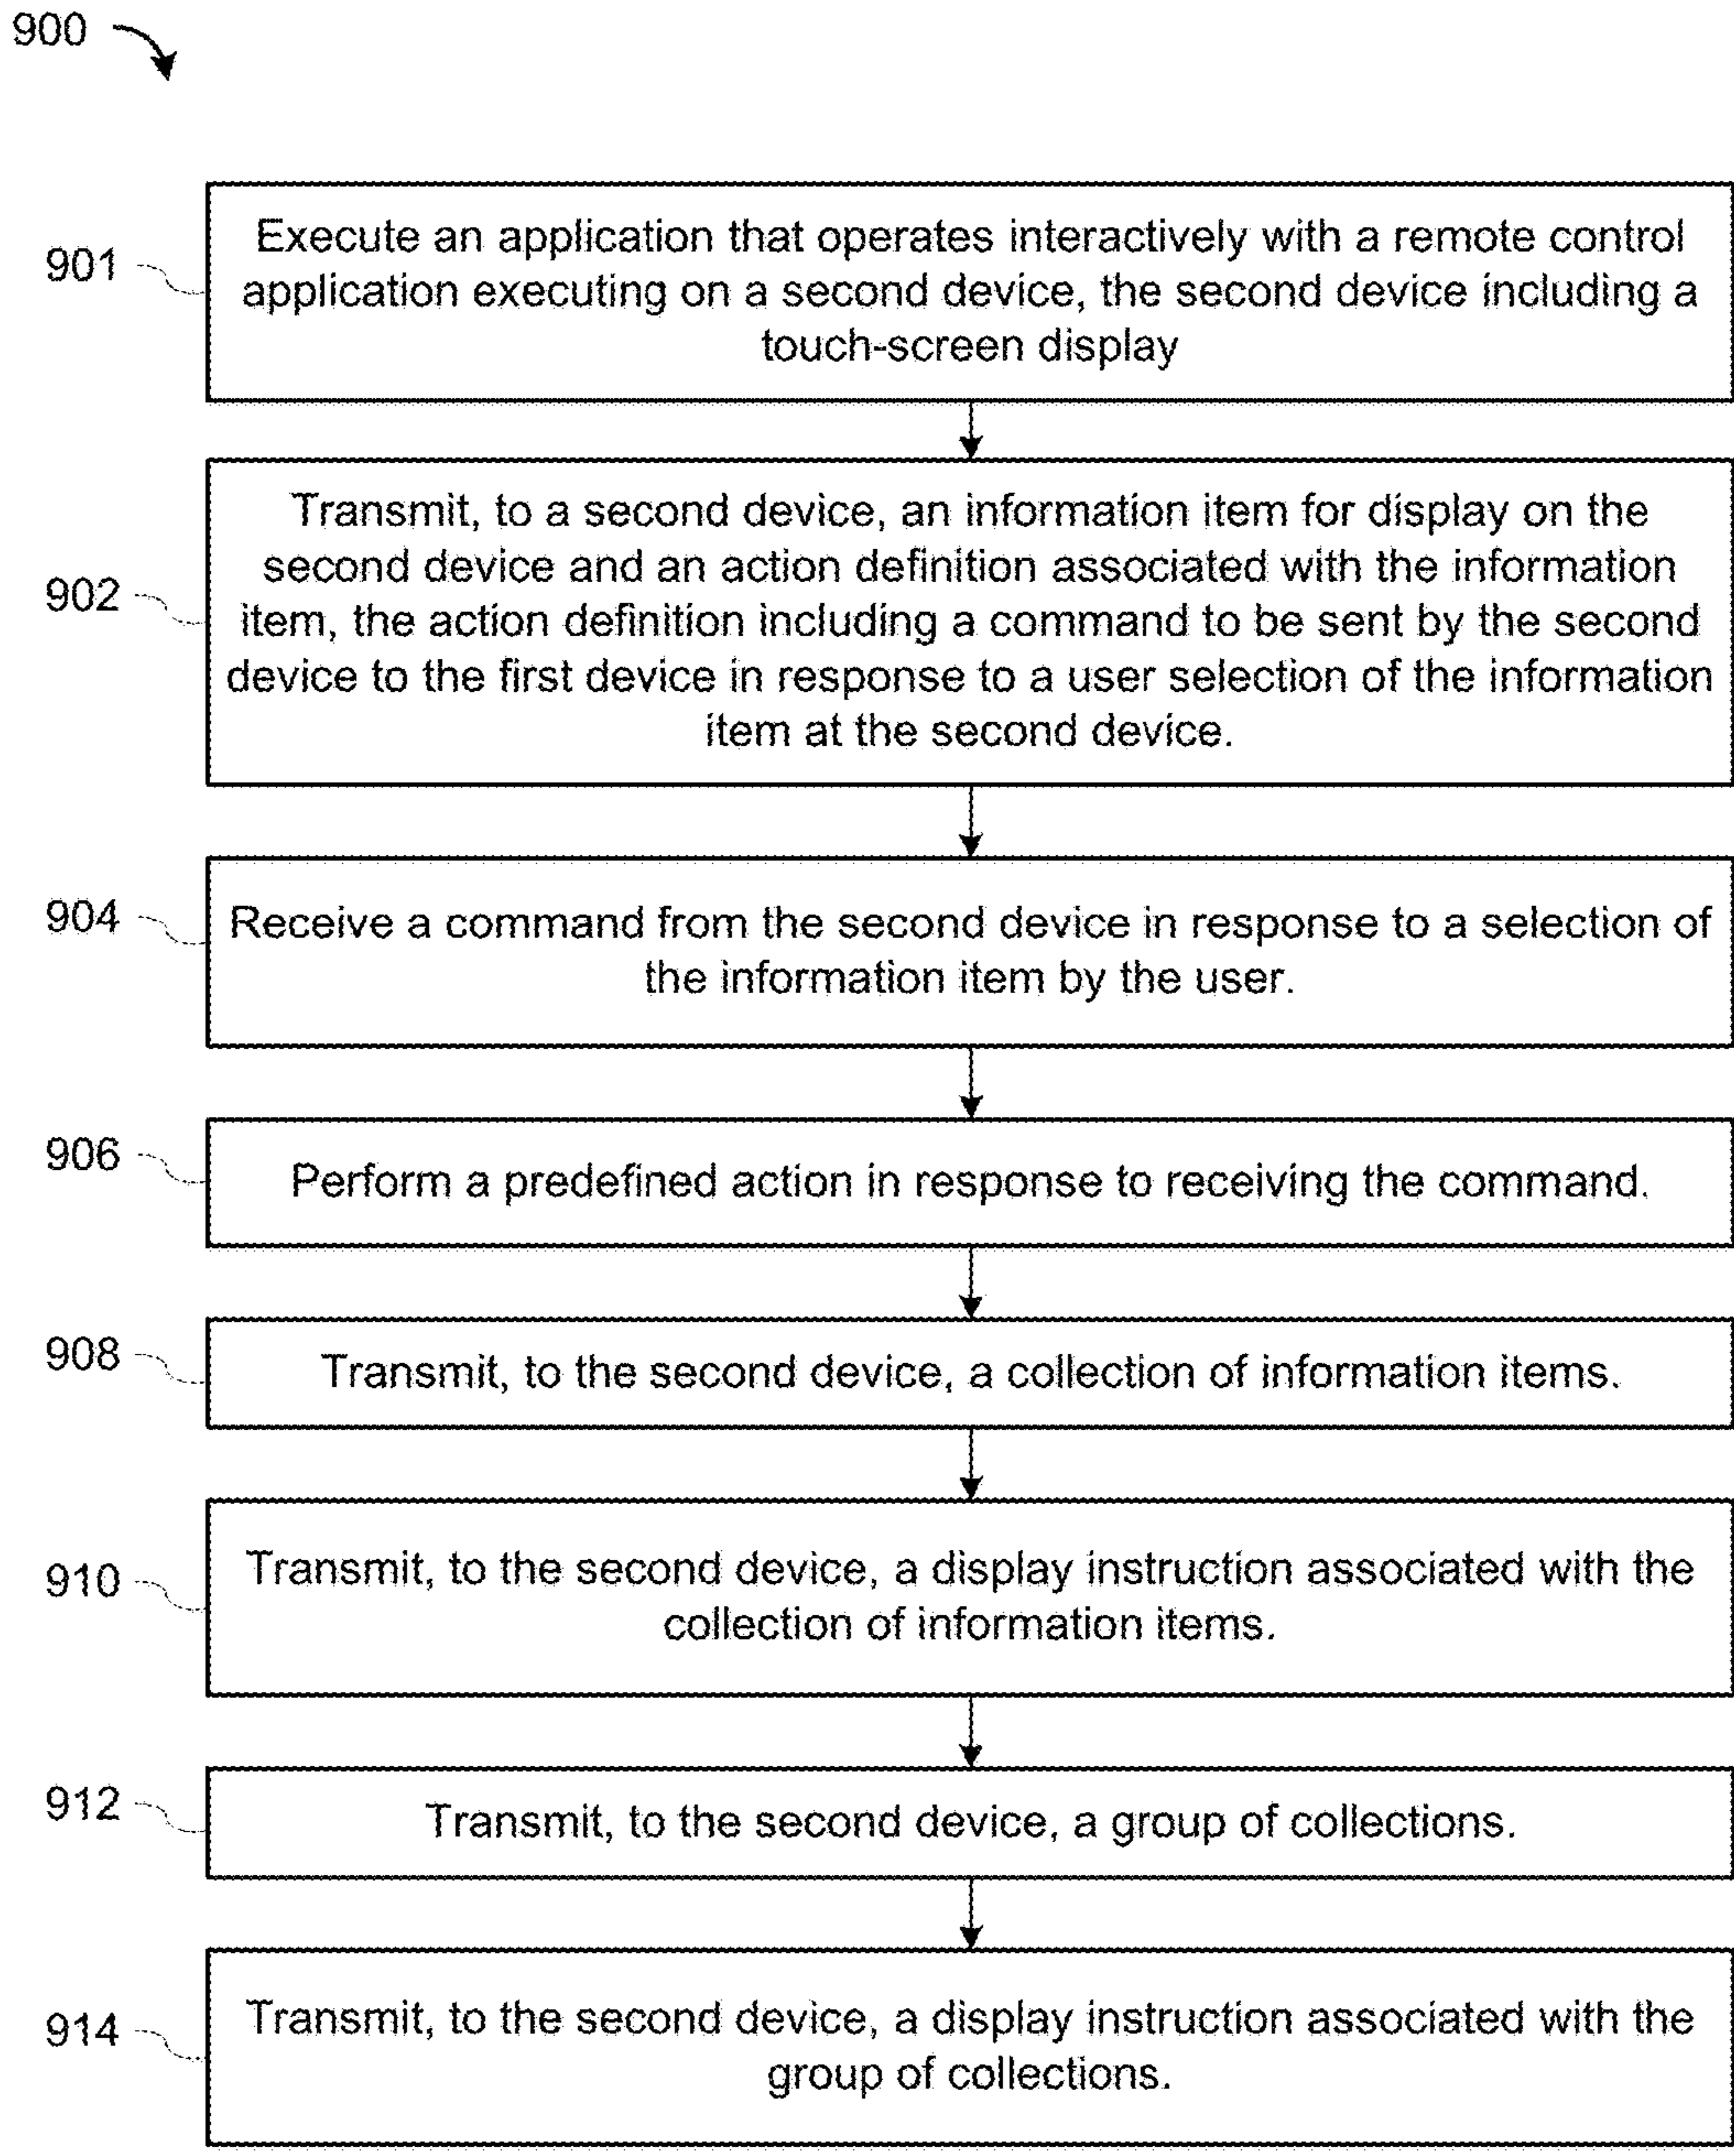 900
901
Execute an application that operates interactively with a remote control
application executing on a second device, the second device including a
touch-screen display
902
Transmit, to a second device, an information item for display on the
second device and an action definition associated with the information
item, the action definition including a command to be sent by the second
device to the first device in response to a user selection of the information
item at the second device.
904
Receive a command from the second device in response to a selection of
the information item by the user.
906
Perform a predefined action in response to receiving the command.
908
Transmit, to the second device, a collection of information items.
910
Transmit, to the second device, a display instruction associated with the
collection of information items.
912
Transmit, to the second device, a group of collections.
914
Transmit, to the second device, a display instruction associated with the
group of collections.